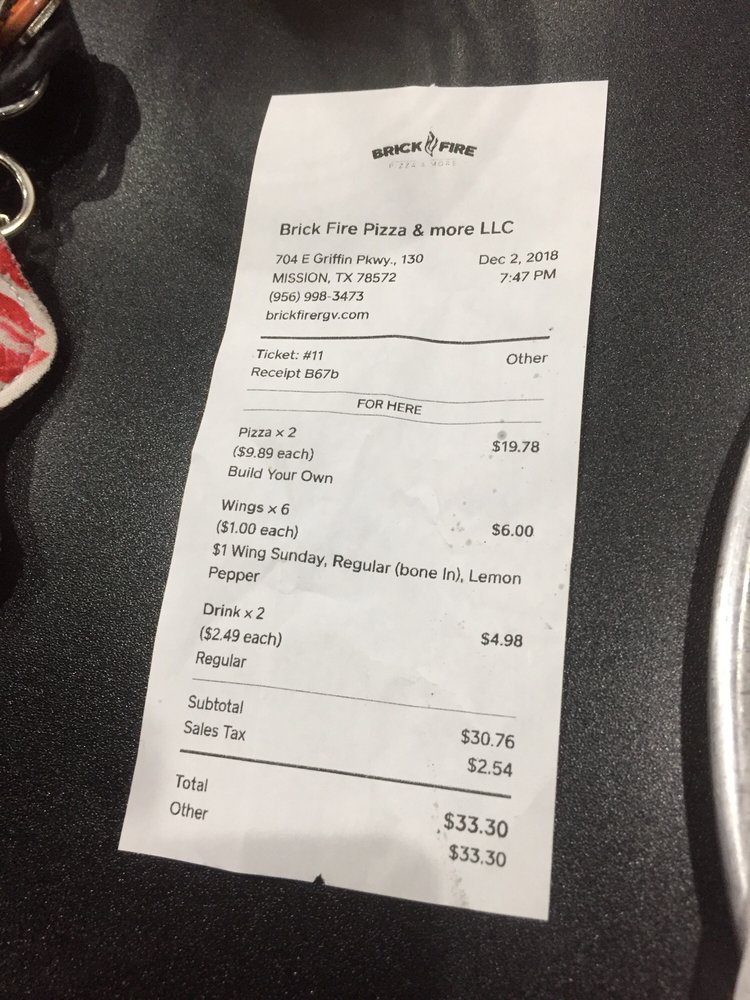 BRICK FIRE
PIZZA & MORE
Brick Fire Pizza & more LLC
704 E Griffin Pkwy., 130 Dec 2, 2018
MISSION, TX 78572 7:47 PM
(956) 998-3473
brickfirergv.com
Ticket: #11 Other
Receipt B67b
FOR HERE
Pizza x 2 $19.78
($9.89 each)
Build Your Own
Wings x 6 $6.00
($1.00 each)
$1 Wing Sunday, Regular (bone In), Lemon
Pepper
Drink x 2 $4.98
($2.49 each)
Regular
Subtotal $30.76
Sales Tax $2.54
Total $33.30
Other $33.30